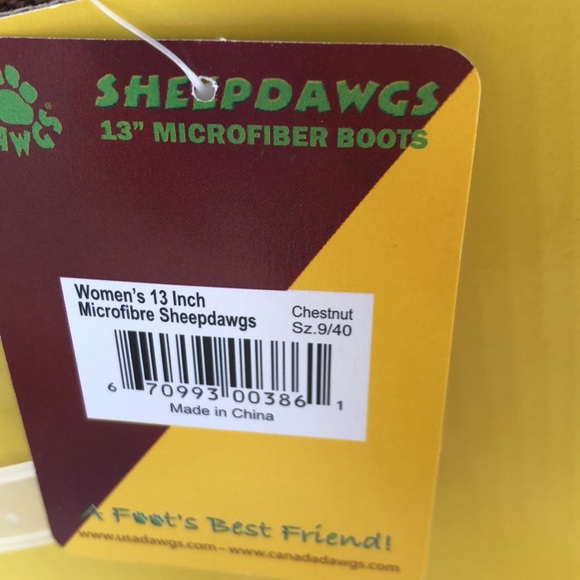 SHEEPDAWGS
13" MICROFIBER BOOTS
AWGS®
Women's 13 Inch
Microfibre Sheepdawgs
Chestnut
Sz.9/40
6 70993 00386 1
Made in China
A Foot's Best Friend!
www.usadawgs.com - www.canadadawgs.com